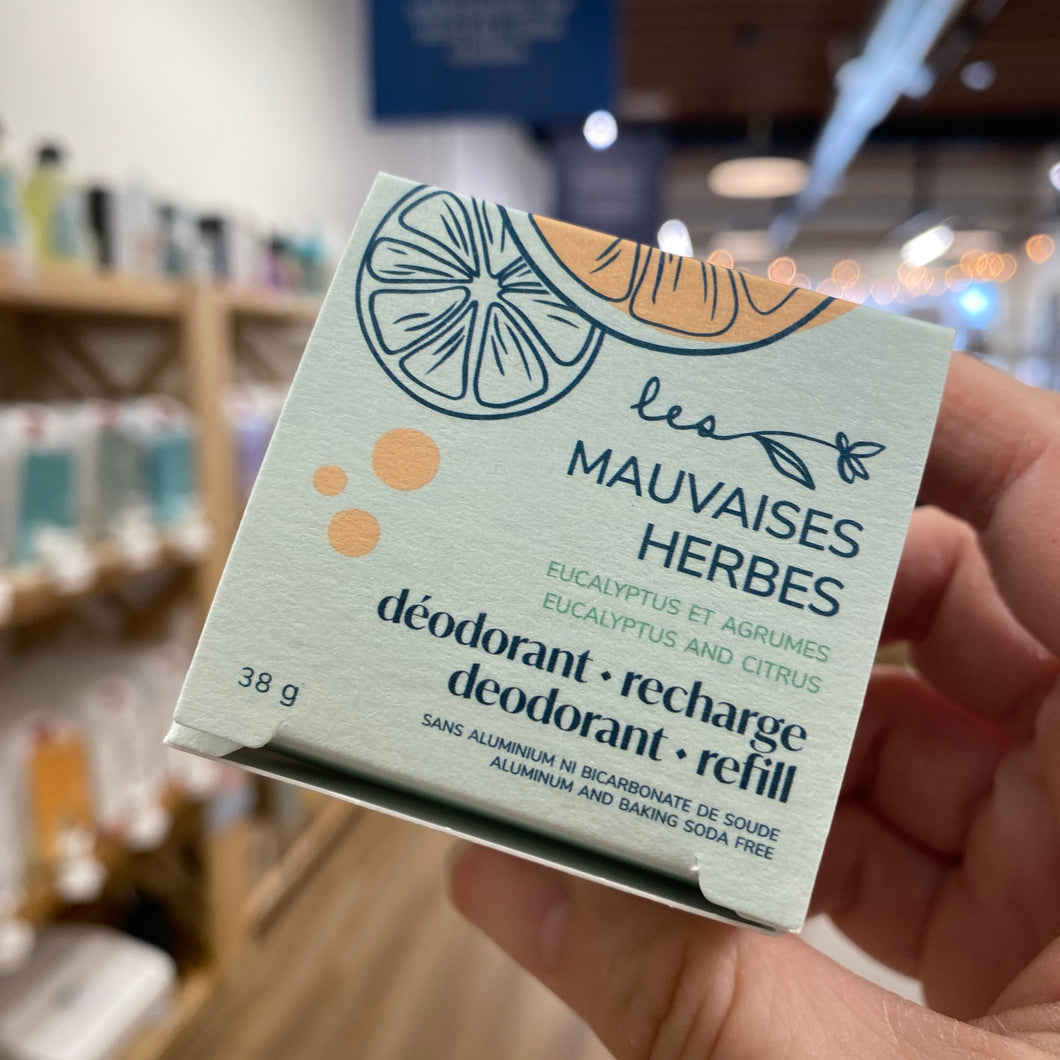 les
MAUVAISES
HERBES
EUCALYPTUS ET AGRUMES
EUCALYPTUS AND CITRUS
déodorant • recharge
deodorant • refill
38 g
SANS ALUMINIUM NI BICARBONATE DE SOUDE
ALUMINUM AND BAKING SODA FREE